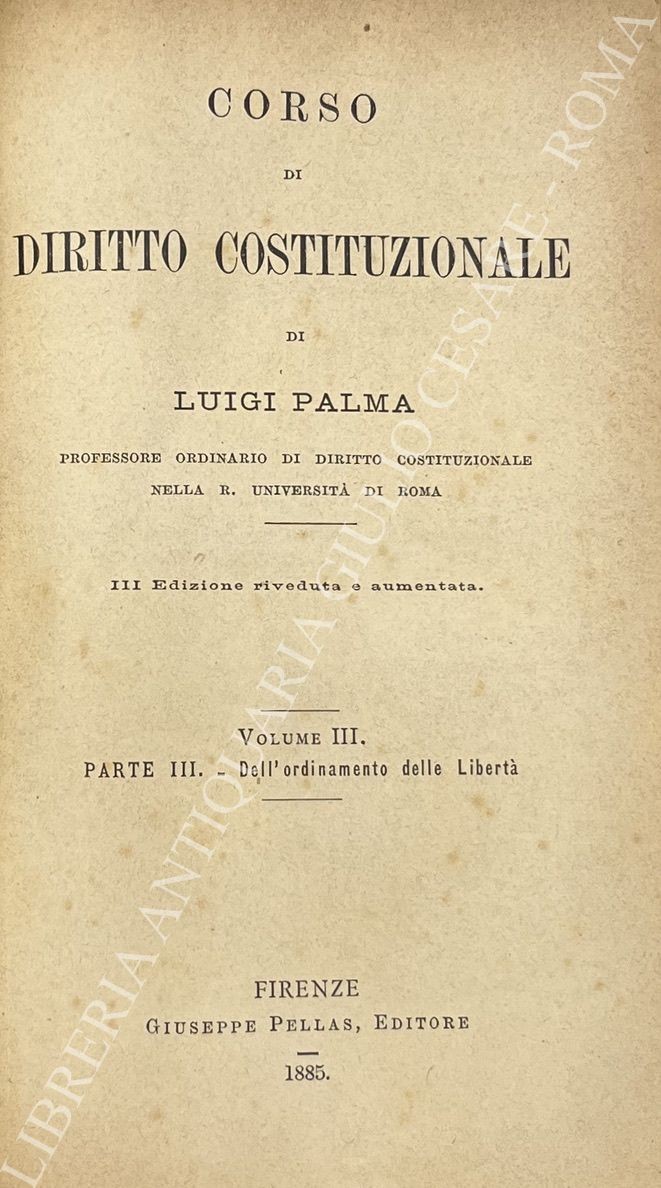 CORSO
DI
DIRITTO COSTITUZIONALE
DI
LUIGI PALMA
PROFESSORE ORDINARIO DI DIRITTO COSTITUZIONALE
NELLA R. UNIVERSITÀ DI ROMA
III Edizione riveduta e aumentata.
VOLUME III.
PARTE III. – Dell'ordinamento delle Libertà
FIRENZE
GIUSEPPE PELLAS, EDITORE
1885.
LIBRERIA ANTIQUARIA GIULIO CESARE - ROMA